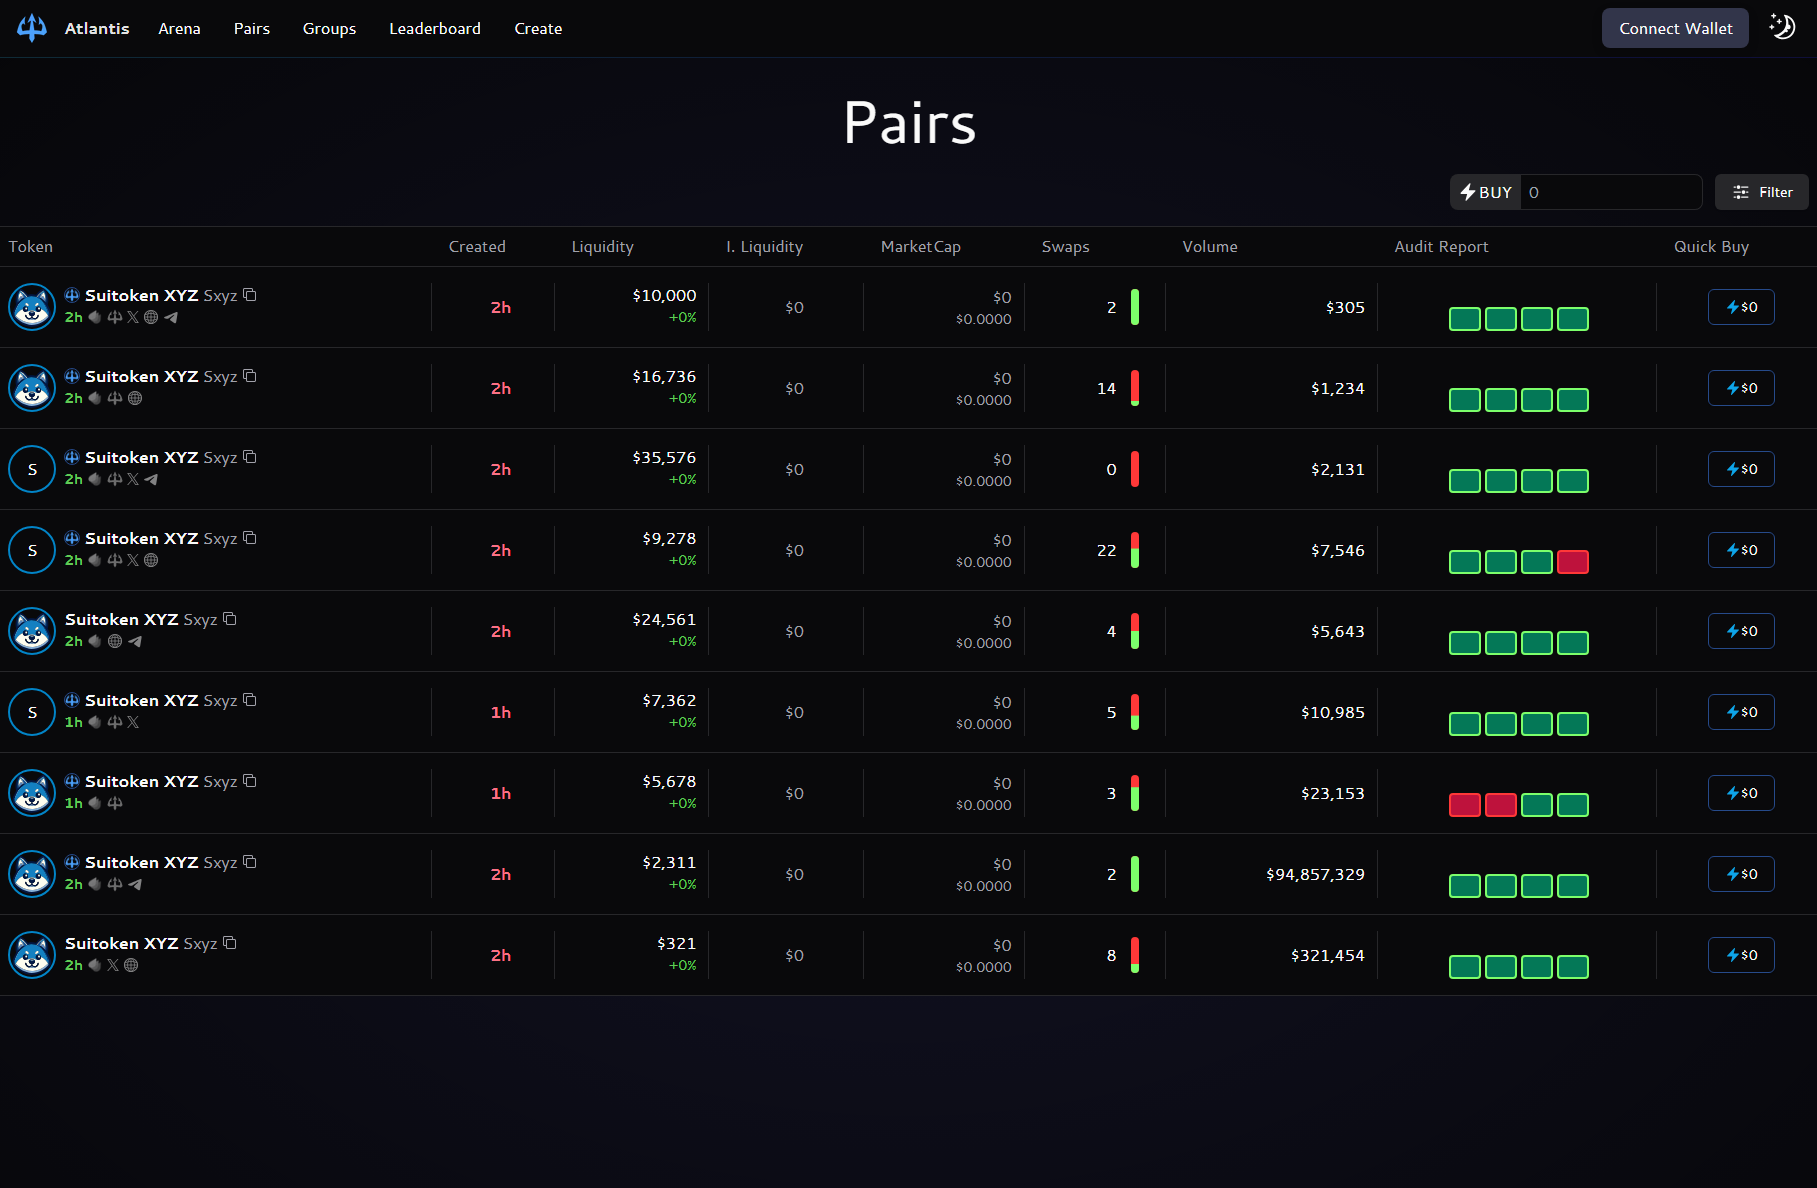 Atlantis Arena Pairs Groups Leaderboard Create Connect Wallet
Pairs
BUY 0 Filter
Token Created Liquidity I. Liquidity MarketCap Swaps Volume Audit Report Quick Buy
Suitoken XYZ Sxyz $10,000 $0
2h 2h +0% $0 $0.0000 2 $305 $0
Suitoken XYZ Sxyz $16,736 $0
2h 2h +0% $0 $0.0000 14 $1,234 $0
S Suitoken XYZ Sxyz $35,576 $0
2h 2h +0% $0 $0.0000 0 $2,131 $0
S Suitoken XYZ Sxyz $9,278 $0
2h 2h +0% $0 $0.0000 22 $7,546 $0
Suitoken XYZ Sxyz $24,561 $0
2h 2h +0% $0 $0.0000 4 $5,643 $0
S Suitoken XYZ Sxyz $7,362 $0
1h 1h +0% $0 $0.0000 5 $10,985 $0
Suitoken XYZ Sxyz $5,678 $0
1h 1h +0% $0 $0.0000 3 $23,153 $0
Suitoken XYZ Sxyz $2,311 $0
2h 2h +0% $0 $0.0000 2 $94,857,329 $0
Suitoken XYZ Sxyz $321 $0
2h 2h +0% $0 $0.0000 8 $321,454 $0